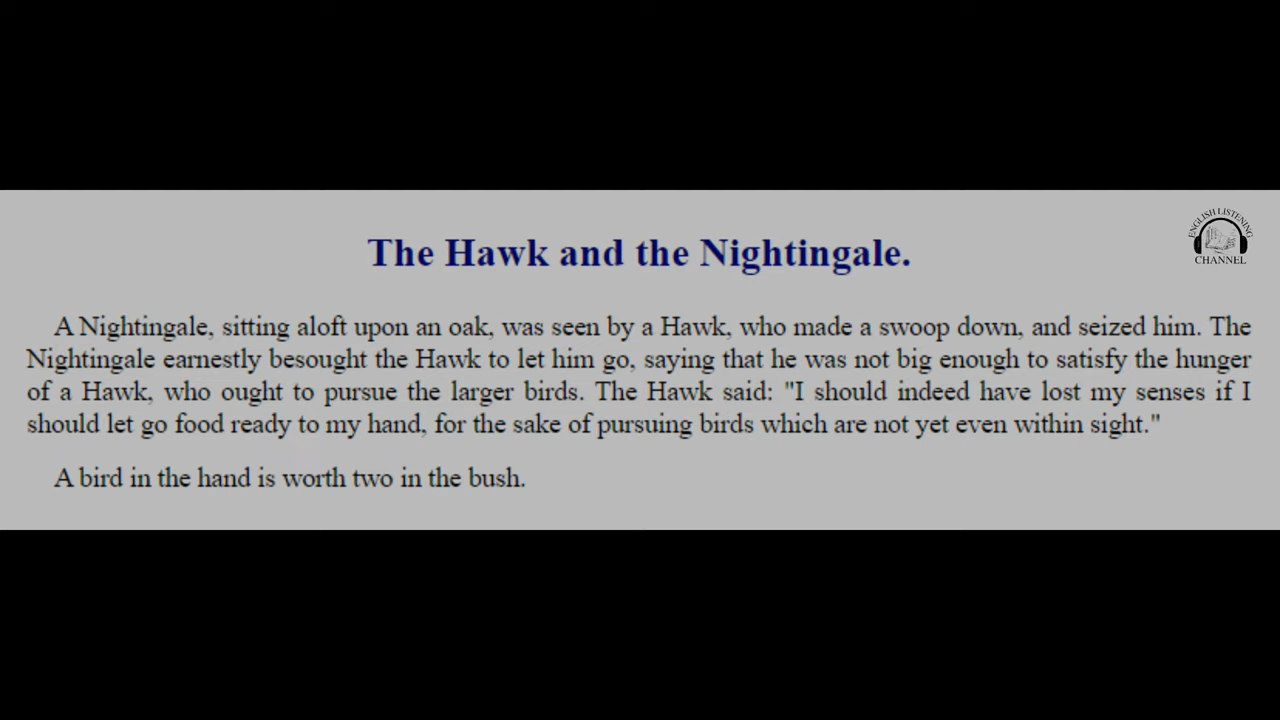 The Hawk and the Nightingale.
ENGLISH LISTENING
CHANNEL
A Nightingale, sitting aloft upon an oak, was seen by a Hawk, who made a swoop down, and seized him. The
Nightingale earnestly besought the Hawk to let him go, saying that he was not big enough to satisfy the hunger
of a Hawk, who ought to pursue the larger birds. The Hawk said: "I should indeed have lost my senses if I
should let go food ready to my hand, for the sake of pursuing birds which are not yet even within sight."
A bird in the hand is worth two in the bush.